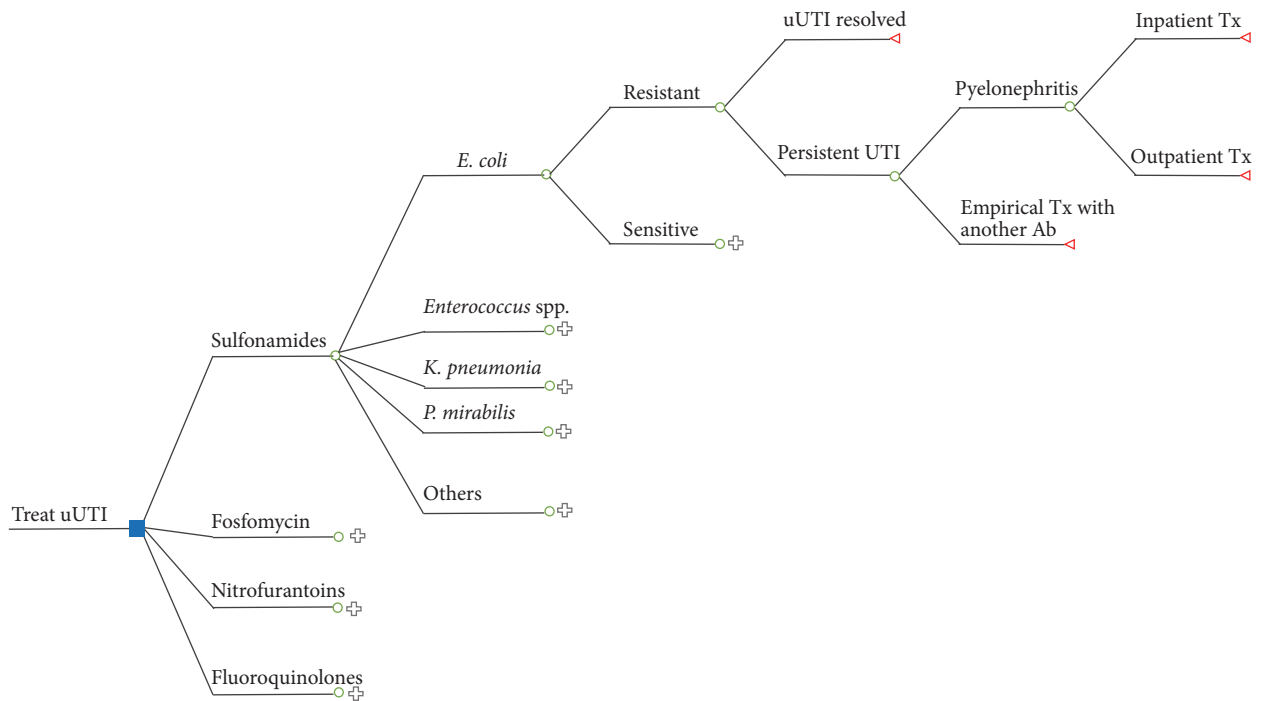 uUTI resolved
Inpatient Tx
Resistant
Pyelonephritis
E. coli
Persistent UTI
Outpatient Tx
Sensitive
Empirical Tx with
another Ab
Enterococcus spp.
Sulfonamides
K. pneumonia
P. mirabilis
Others
Treat uUTI
Fosfomycin
Nitrofurantoins
Fluoroquinolones